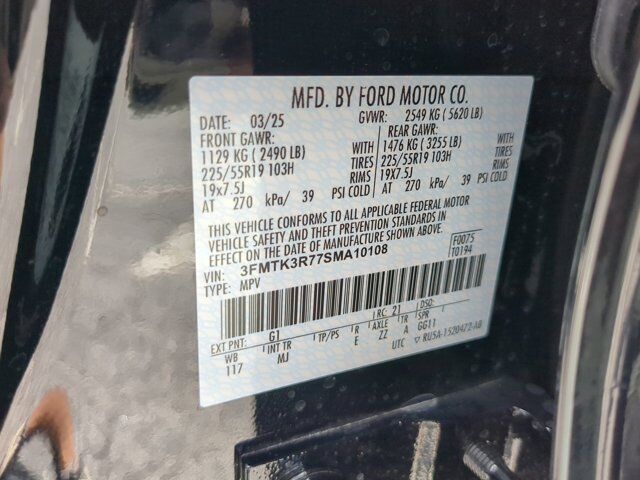 MFD. BY FORD MOTOR CO.
DATE: 03/25 GVWR: 2549 KG (5620 LB)
FRONT GAWR: REAR GAWR:
1129 KG (2490 LB) WITH 1476 KG (3255 LB) WITH
225/55R19 103H TIRES 225/55R19 103H TIRES
19x7.5J RIMS 19x7.5J RIMS
AT 270 kPa/ 39 PSI COLD AT 270 kPa/ 39 PSI COLD
THIS VEHICLE CONFORMS TO ALL APPLICABLE FEDERAL MOTOR
VEHICLE SAFETY AND THEFT PREVENTION STANDARDS IN
EFFECT ON THE DATE OF MANUFACTURE SHOWN ABOVE.
VIN: 3FMTK3R77SMA10108 F0075
TYPE: MPV T0194
EXT PNT: G1 RC: 21 DSO:
WB INT TR TP/PS R AXLE TR SPR
117 MJ E ZZ A GG11
UTC ▽ RU5A-1520472-AB